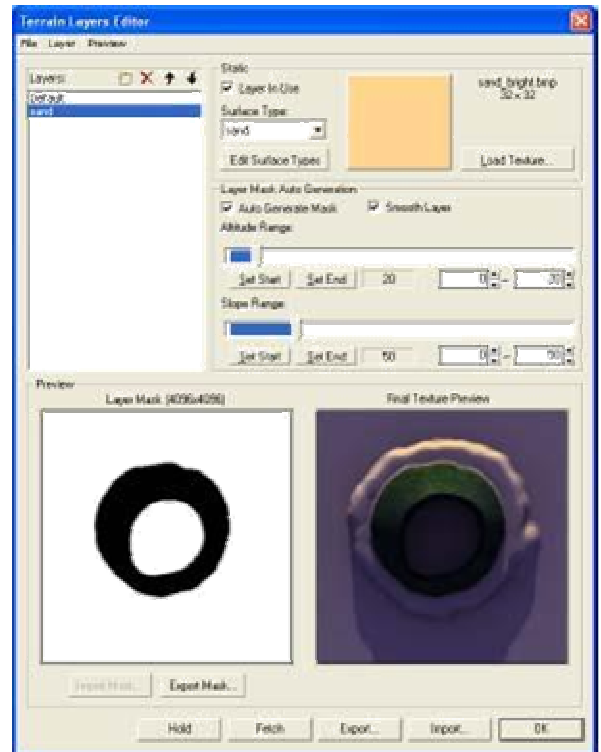 Terrain Layers Editor
File Layer Preview
Layers:
Default
sand
Static
Layer In Use
Surface Type:
sand
Edit Surface Types
sand_bright.bmp
32 x 32
Load Texture...
Layer Mask Auto Generation
Auto Generate Mask Smooth Layer
Altitude Range:
Set Start Set End 20 0 - 20
Slope Range:
Set Start Set End 50 0 -
Preview
Layer Mask (4096x4096) Final Texture Preview
Import Mask... Export Mask...
Hold Fetch Export... Import... OK